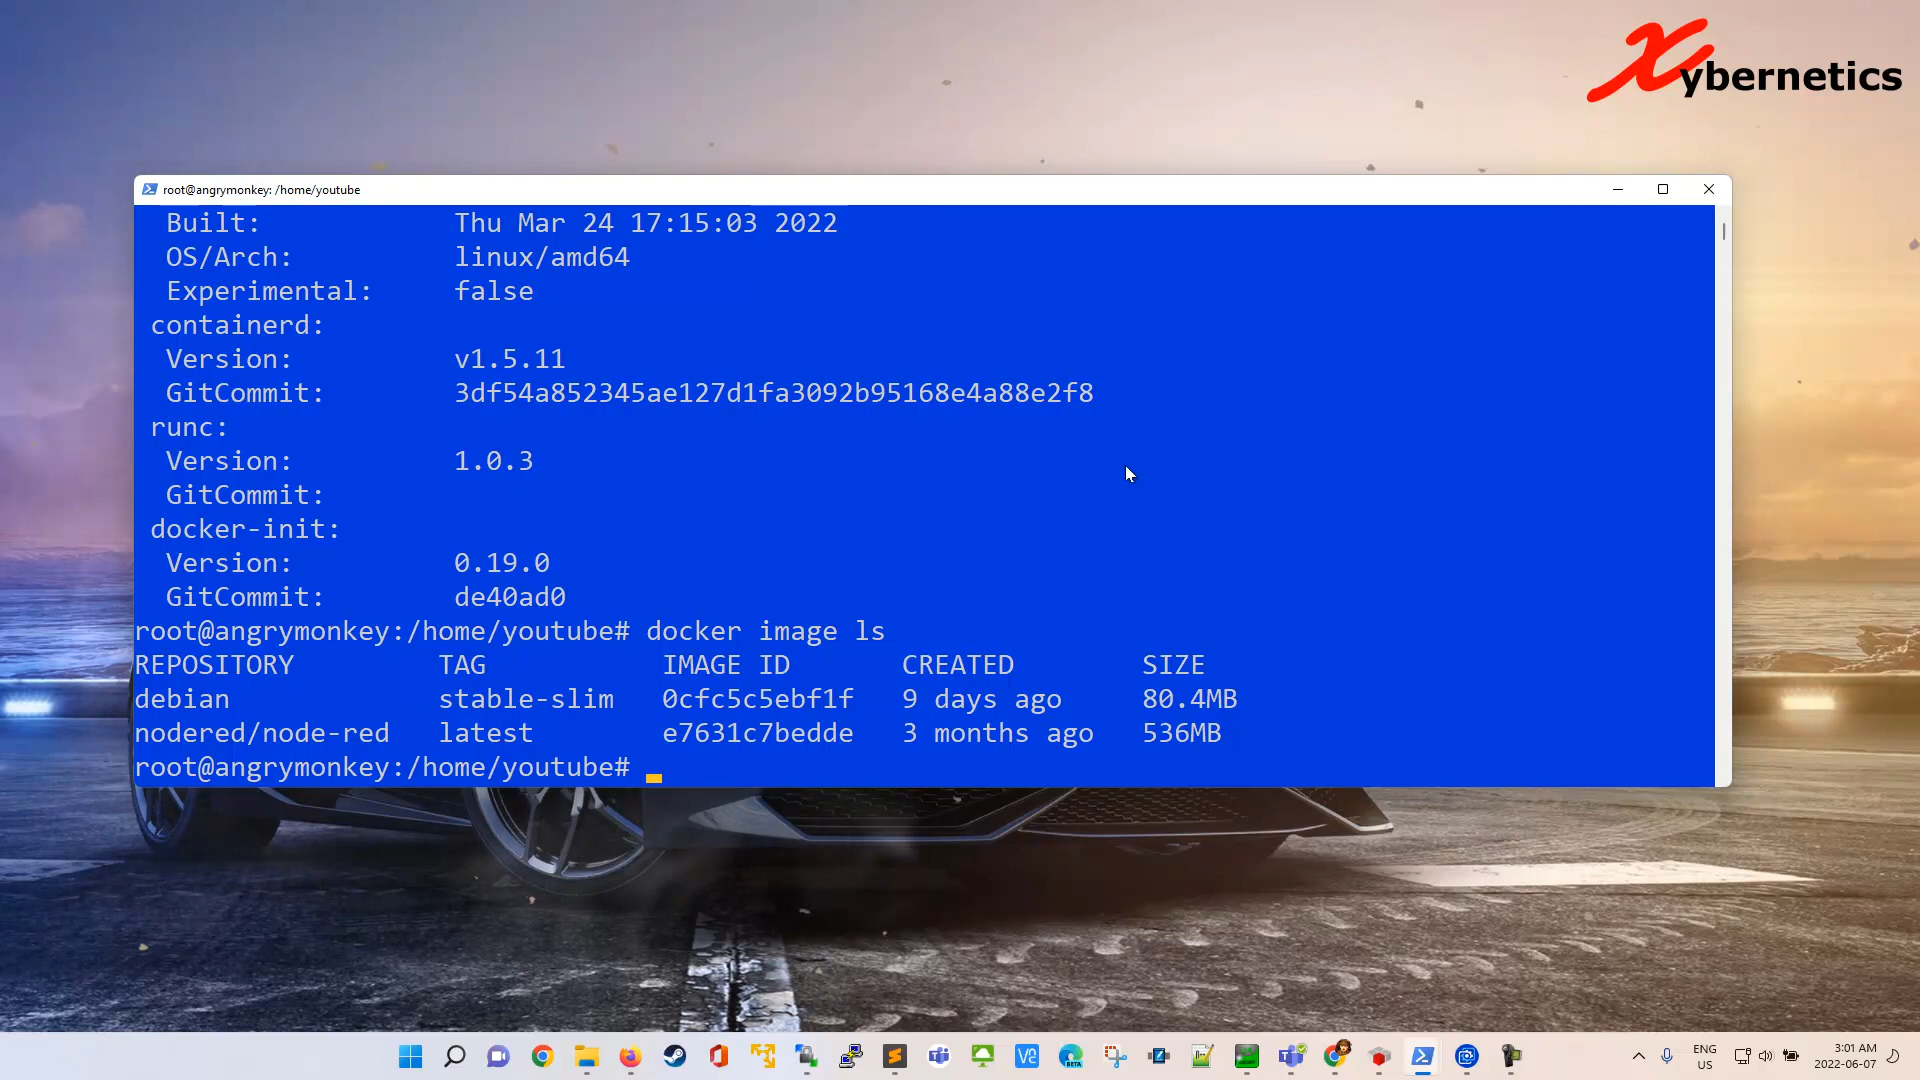 Xybernetics
root@angrymonkey: /home/youtube
Built: Thu Mar 24 17:15:03 2022
OS/Arch: linux/amd64
Experimental: false
containerd:
Version: v1.5.11
GitCommit: 3df54a852345ae127d1fa3092b95168e4a88e2f8
runc:
Version: 1.0.3
GitCommit:
docker-init:
Version: 0.19.0
GitCommit: de40ad0
root@angrymonkey:/home/youtube# docker image ls
REPOSITORY TAG IMAGE ID CREATED SIZE
debian stable-slim 0cfc5c5ebf1f 9 days ago 80.4MB
nodered/node-red latest e7631c7bedde 3 months ago 536MB
root@angrymonkey:/home/youtube#
ENG
US
3:01 AM
2022-06-07